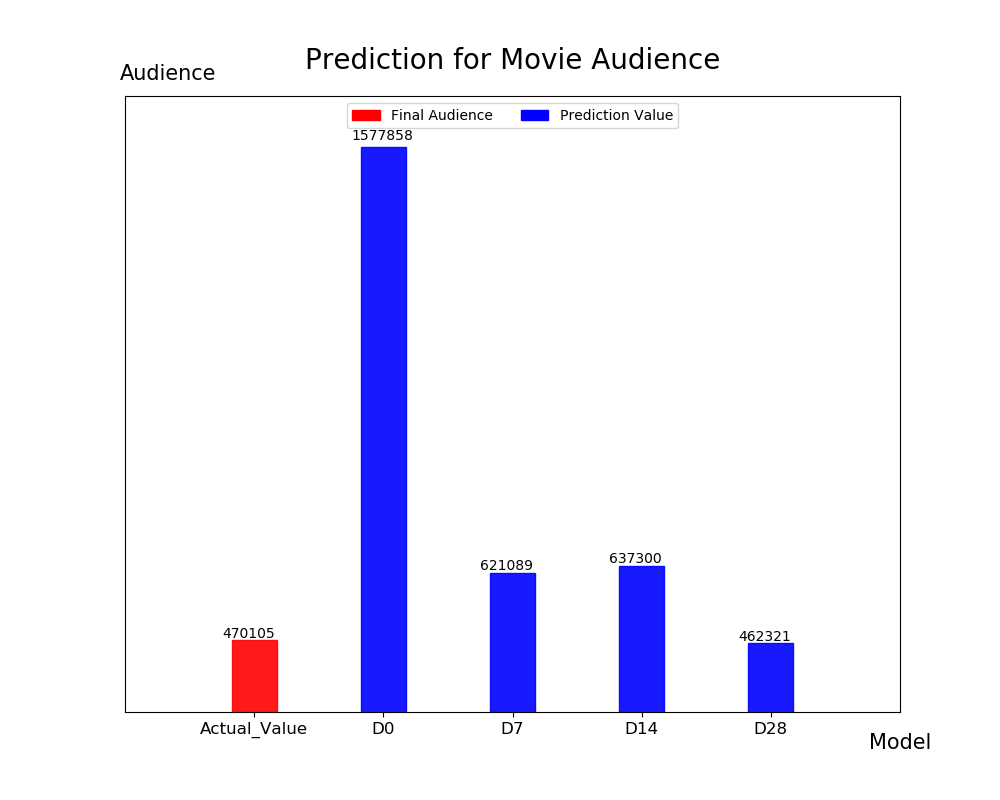 Prediction for Movie Audience
Audience
Final Audience
Prediction Value
1577858
621089
637300
470105
462321
Actual_Value
D0
D7
D14
D28
Model